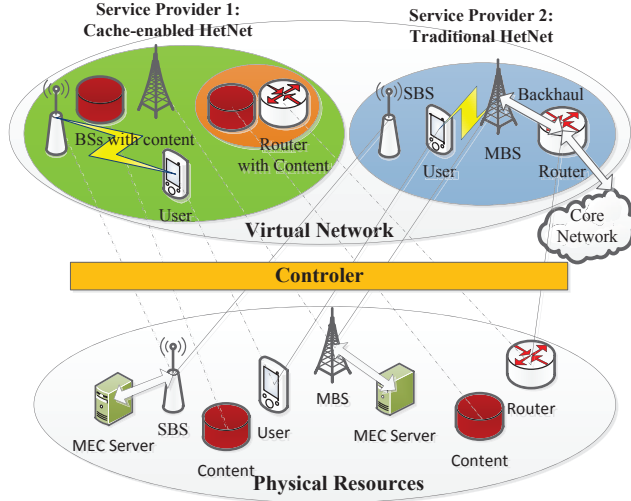 Service Provider 1:
Cache-enabled HetNet
Service Provider 2:
Traditional HetNet
SBS
Backhaul
BSs with content
Router
with Content
User
User
MBS
Router
Core
Network
Virtual Network
Controler
MEC Server
SBS
Content
User
MBS
MEC Server
Content
Router
Physical Resources